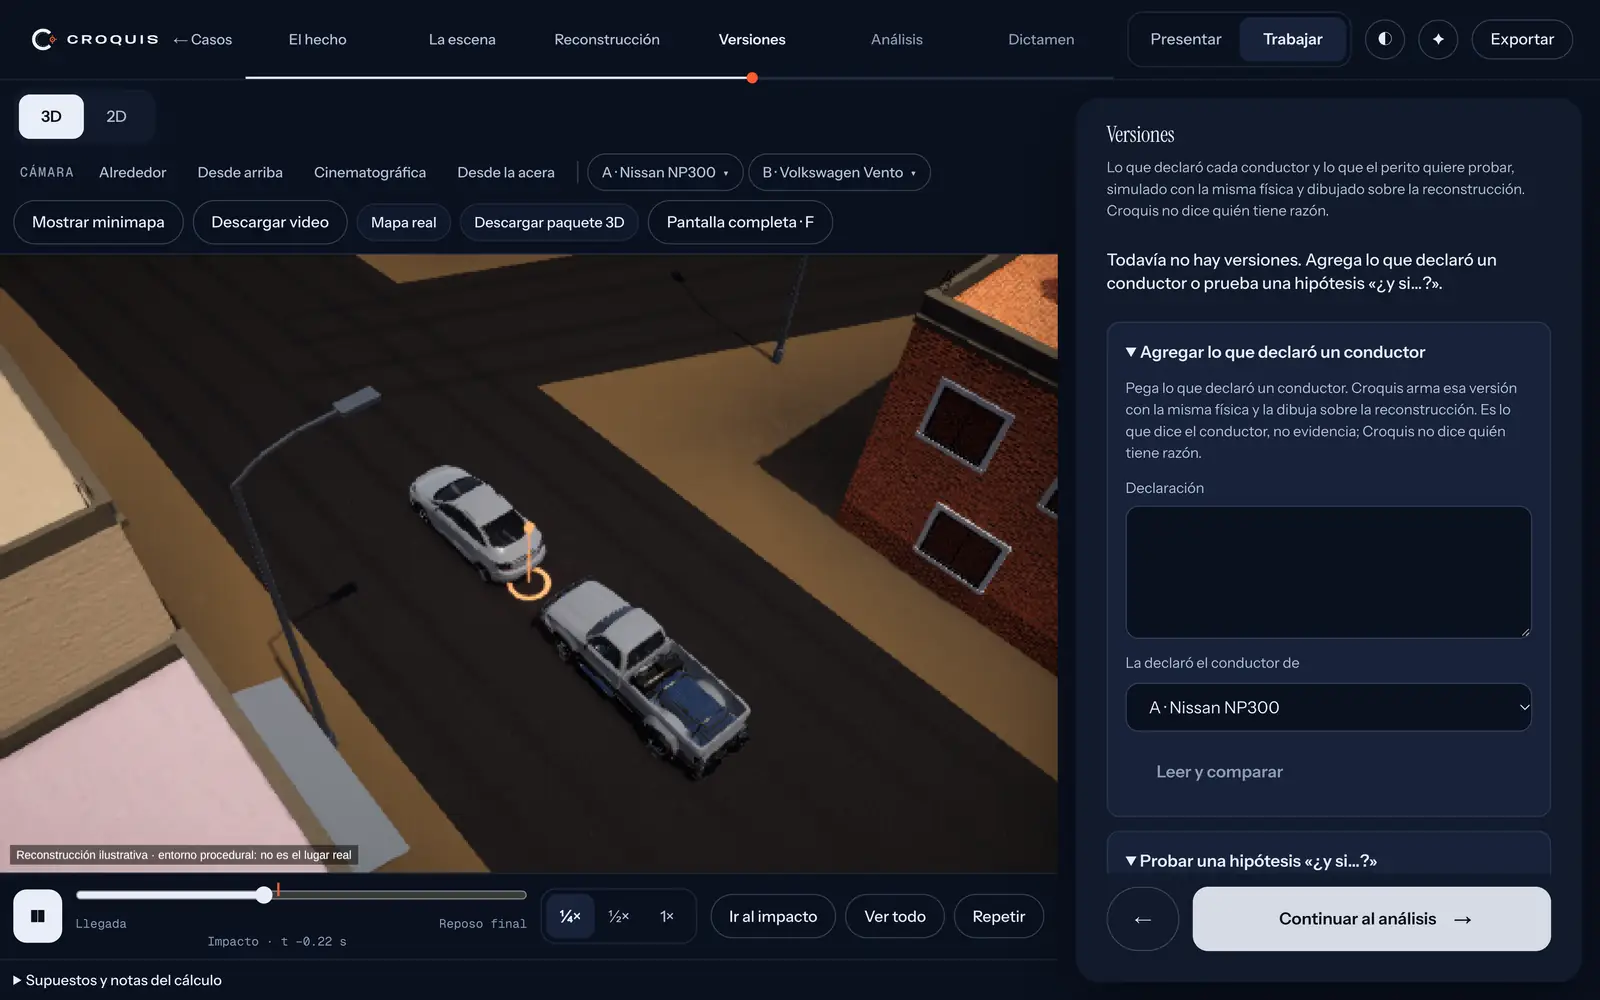 CROQUIS
← Casos
El hecho
La escena
Reconstrucción
Versiones
Análisis
Dictamen
Presentar
Trabajar
Exportar
3D
2D
CÁMARA
Alrededor
Desde arriba
Cinematográfica
Desde la acera
A · Nissan NP300 ▾
B · Volkswagen Vento ▾
Mostrar minimapa
Descargar video
Mapa real
Descargar paquete 3D
Pantalla completa · F
Reconstrucción ilustrativa · entorno procedural: no es el lugar real
Llegada
Reposo final
Impacto · t −0.22 s
¼×
½×
1×
Ir al impacto
Ver todo
Repetir
▶ Supuestos y notas del cálculo
Versiones
Lo que declaró cada conductor y lo que el perito quiere probar,
simulado con la misma física y dibujado sobre la reconstrucción.
Croquis no dice quién tiene razón.
Todavía no hay versiones. Agrega lo que declaró un
conductor o prueba una hipótesis «¿y si...?».
▼ Agregar lo que declaró un conductor
Pega lo que declaró un conductor. Croquis arma esa versión
con la misma física y la dibuja sobre la reconstrucción. Es lo
que dice el conductor, no evidencia; Croquis no dice quién
tiene razón.
Declaración
La declaró el conductor de
A · Nissan NP300
Leer y comparar
▼ Probar una hipótesis «¿y si...?»
←
Continuar al análisis →